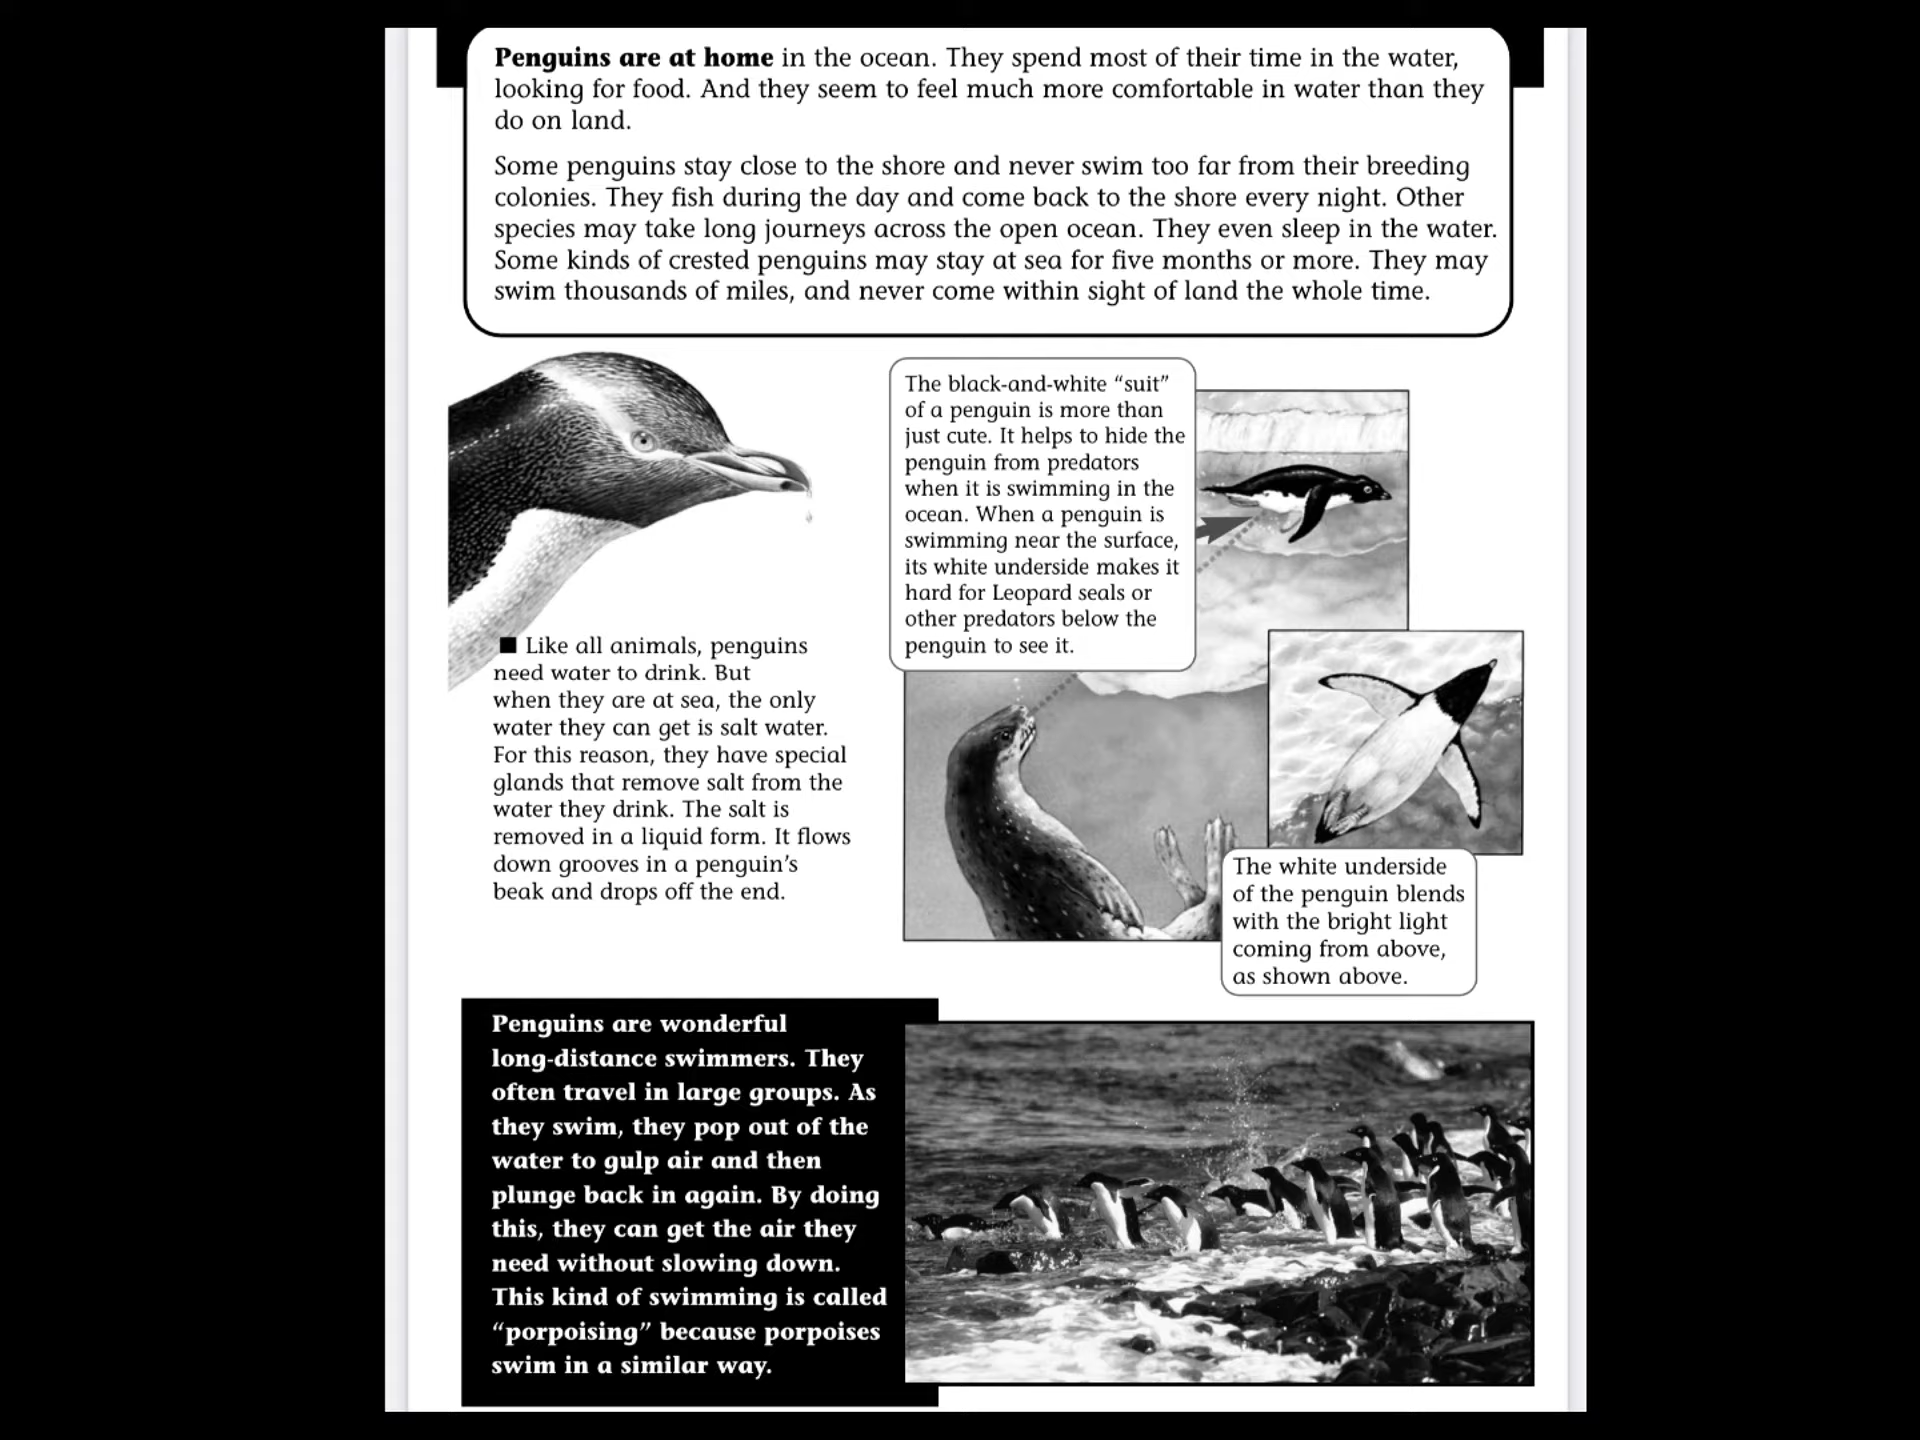 Penguins are at home in the ocean. They spend most of their time in the water,
looking for food. And they seem to feel much more comfortable in water than they
do on land.
Some penguins stay close to the shore and never swim too far from their breeding
colonies. They fish during the day and come back to the shore every night. Other
species may take long journeys across the open ocean. They even sleep in the water.
Some kinds of crested penguins may stay at sea for five months or more. They may
swim thousands of miles, and never come within sight of land the whole time.
■ Like all animals, penguins
need water to drink. But
when they are at sea, the only
water they can get is salt water.
For this reason, they have special
glands that remove salt from the
water they drink. The salt is
removed in a liquid form. It flows
down grooves in a penguin's
beak and drops off the end.
The black-and-white “suit”
of a penguin is more than
just cute. It helps to hide the
penguin from predators
when it is swimming in the
ocean. When a penguin is
swimming near the surface,
its white underside makes it
hard for Leopard seals or
other predators below the
penguin to see it.
The white underside
of the penguin blends
with the bright light
coming from above,
as shown above.
Penguins are wonderful
long-distance swimmers. They
often travel in large groups. As
they swim, they pop out of the
water to gulp air and then
plunge back in again. By doing
this, they can get the air they
need without slowing down.
This kind of swimming is called
“porpoising” because porpoises
swim in a similar way.